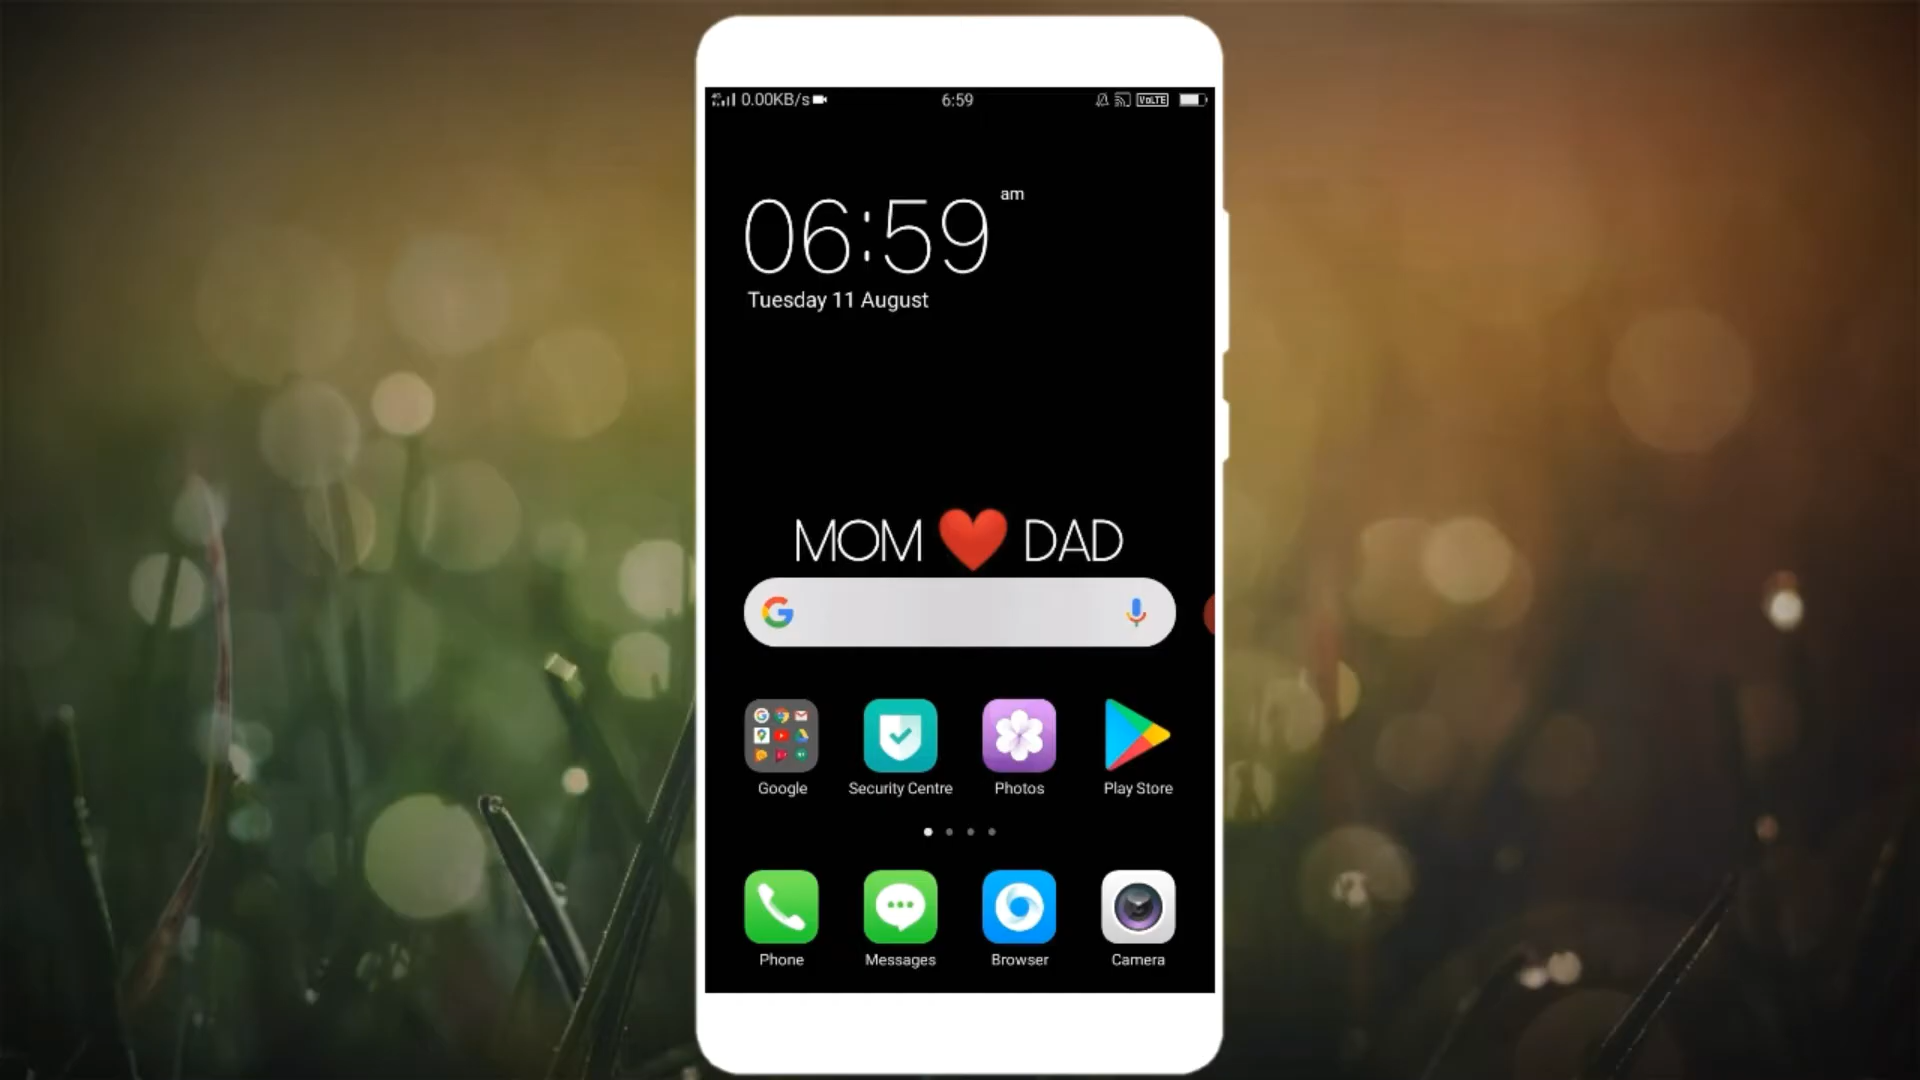 0.00KB/s 6:59 VoLTE
06:59 am
Tuesday 11 August
MOM ❤️ DAD
Google Security Centre Photos Play Store
Phone Messages Browser Camera